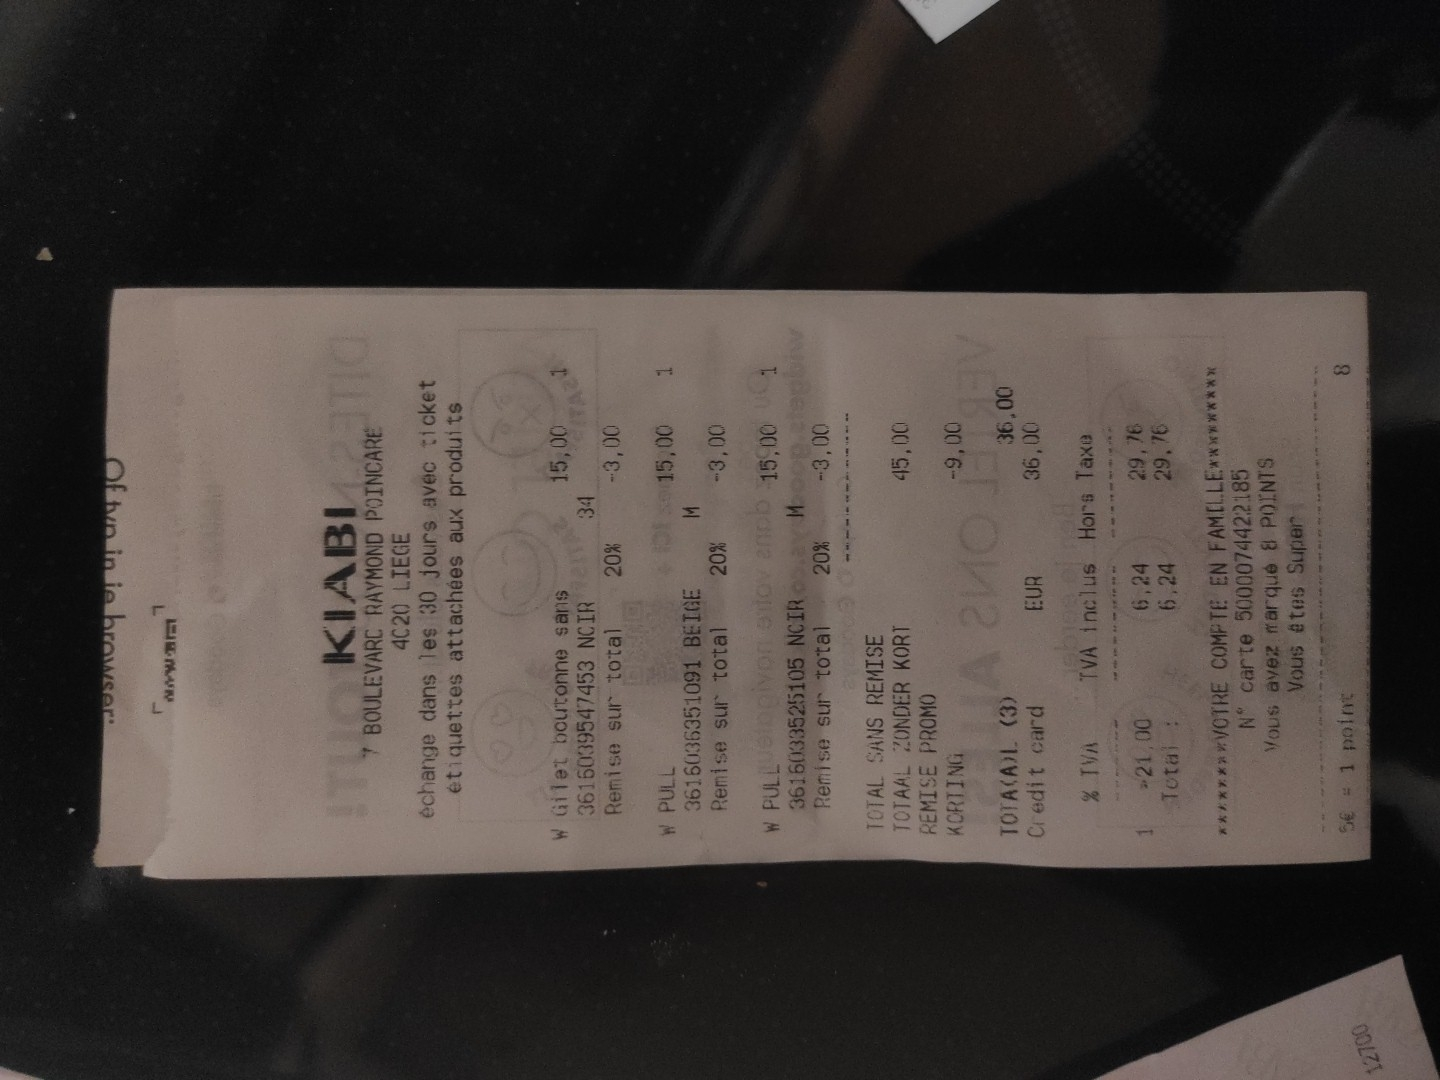 Of typ in je browser:
KIABI
7 BOULEVARD RAYMOND POINCARE
4020 LIEGE
échange dans les 30 jours avec ticket
étiquettes attachées aux produits
W Gilet boutonne sans 15,00 1
3616039547453 NOIR 34
Remise sur total 20% -3,00
W PULL 15,00 1
3616036351091 BEIGE M
Remise sur total 20% -3,00
W PULL 15,00 1
3616033525105 NOIR M
Remise sur total 20% -3,00
TOTAL SANS REMISE
TOTAAL ZONDER KORT 45,00
REMISE PROMO
KORTING -9,00
TOTA(A)L (3) 36,00
Credit card EUR 36,00
% TVA TVA inclus Hors Taxe
1 >21,00 6,24 29,76
Total : 6,24 29,76
*********VOTRE COMPTE EN FAMILLE*********
N° carte 5000074422185
Vous avez marqué 8 POINTS
Vous êtes Super !
5€ = 1 point 8
12700